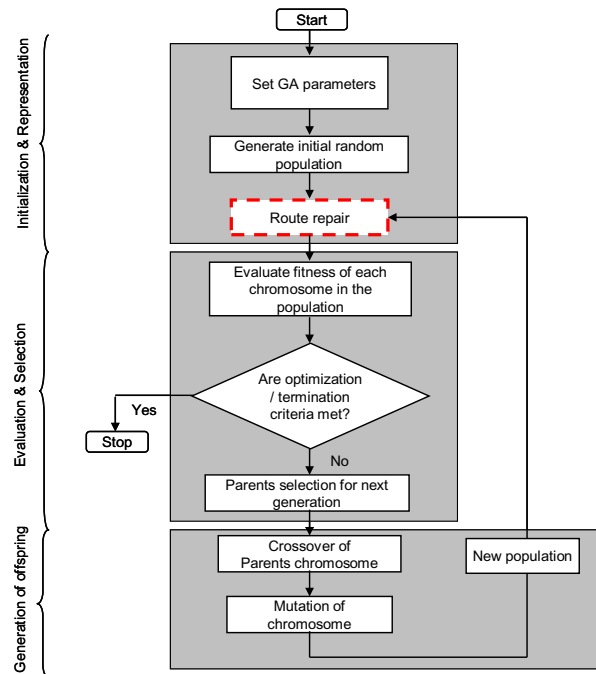 Start
Set GA parameters
Generate initial random
population
Route repair
Initialization & Representation
Evaluate fitness of each
chromosome in the
population
Are optimization
/ termination
criteria met?
Yes
Stop
No
Parents selection for next
generation
Evaluation & Selection
Crossover of
Parents chromosome
New population
Mutation of
chromosome
Generation of offspring